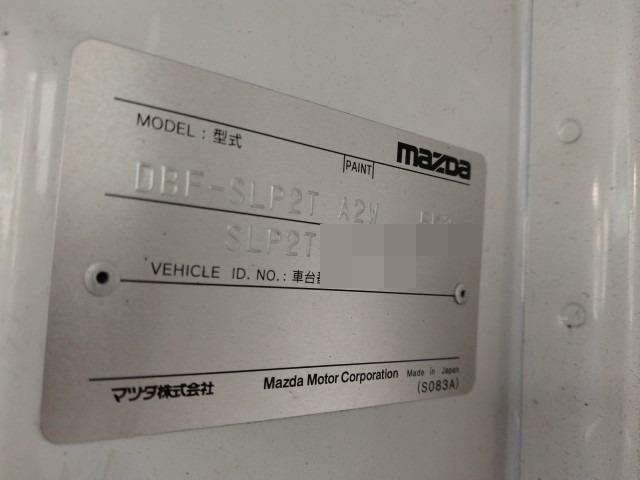 mazda
MODEL : 型式
PAINT
DBF-SLP2T A2W
SLP2T
VEHICLE ID. NO. : 車台
マツダ株式会社 Mazda Motor Corporation Made in Japan
(S083A)